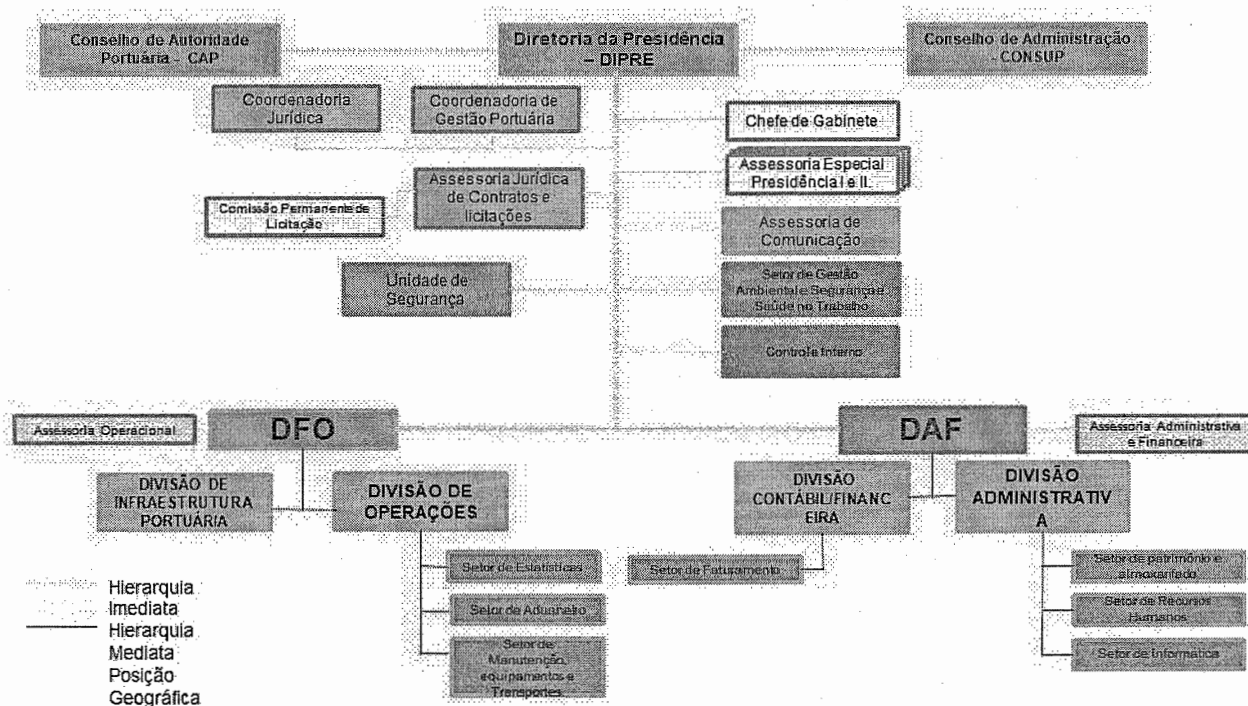 Conselho de Autoridade
Portuária - CAP
Diretoria da Presidência
– DIPRE
Conselho de Administração
- CONSUP
Coordenadoria
Jurídica
Coordenadoria de
Gestão Portuária
Chefe de Gabinete
Assessoria Especial
Presidência I e II.
Assessoria Jurídica
de Contratos e
licitações
Comissão Permanente de
Licitação
Assessoria de
Comunicação
Unidade de
Segurança
Setor de Gestão
Ambiental e Segurança e
Saúde no Trabalho
Controle Interno
Assessoria Operacional
DFO
DAF
Assessoria Administrativa
e Financeira
DIVISÃO DE
INFRAESTRUTURA
PORTUÁRIA
DIVISÃO DE
OPERAÇÕES
DIVISÃO
CONTÁBIL/FINANC
EIRA
DIVISÃO
ADMINISTRATIV
A
Setor de Estatísticas
Setor de Aduaneiro
Setor de
Manutenção,
equipamentos e
Transportes
Setor de Faturamento
Setor de patrimônio e
almoxarifado
Setor de Recursos
Humanos
Setor de Informática
Hierarquia
Imediata
Hierarquia
Mediata
Posição
Geográfica